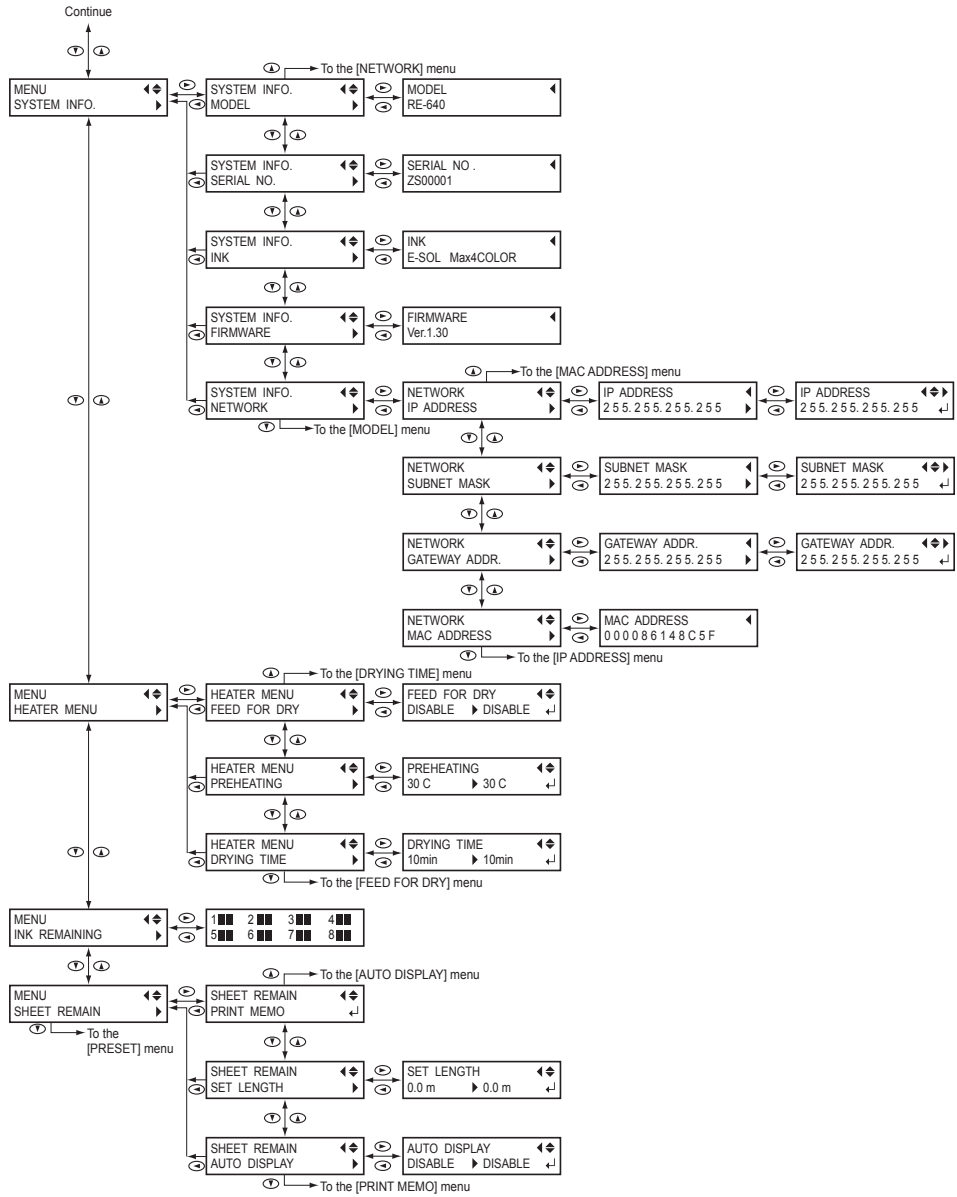 Continue
To the [NETWORK] menu
MENU
SYSTEM INFO.
SYSTEM INFO.
MODEL
MODEL
RE-640
SYSTEM INFO.
SERIAL NO.
SERIAL NO .
ZS00001
SYSTEM INFO.
INK
INK
E-SOL Max4COLOR
SYSTEM INFO.
FIRMWARE
FIRMWARE
Ver.1.30
To the [MAC ADDRESS] menu
SYSTEM INFO.
NETWORK
NETWORK
IP ADDRESS
IP ADDRESS
255.255.255.255
IP ADDRESS
255.255.255.255
To the [MODEL] menu
NETWORK
SUBNET MASK
SUBNET MASK
255.255.255.255
SUBNET MASK
255.255.255.255
NETWORK
GATEWAY ADDR.
GATEWAY ADDR.
255.255.255.255
GATEWAY ADDR.
255.255.255.255
NETWORK
MAC ADDRESS
MAC ADDRESS
000086148C5F
To the [IP ADDRESS] menu
To the [DRYING TIME] menu
MENU
HEATER MENU
HEATER MENU
FEED FOR DRY
FEED FOR DRY
DISABLE DISABLE
HEATER MENU
PREHEATING
PREHEATING
30 C 30 C
HEATER MENU
DRYING TIME
DRYING TIME
10min 10min
To the [FEED FOR DRY] menu
MENU
INK REMAINING
1 2 3 4
5 6 7 8
To the [AUTO DISPLAY] menu
MENU
SHEET REMAIN
SHEET REMAIN
PRINT MEMO
To the
[PRESET] menu
SHEET REMAIN
SET LENGTH
SET LENGTH
0.0 m 0.0 m
SHEET REMAIN
AUTO DISPLAY
AUTO DISPLAY
DISABLE DISABLE
To the [PRINT MEMO] menu